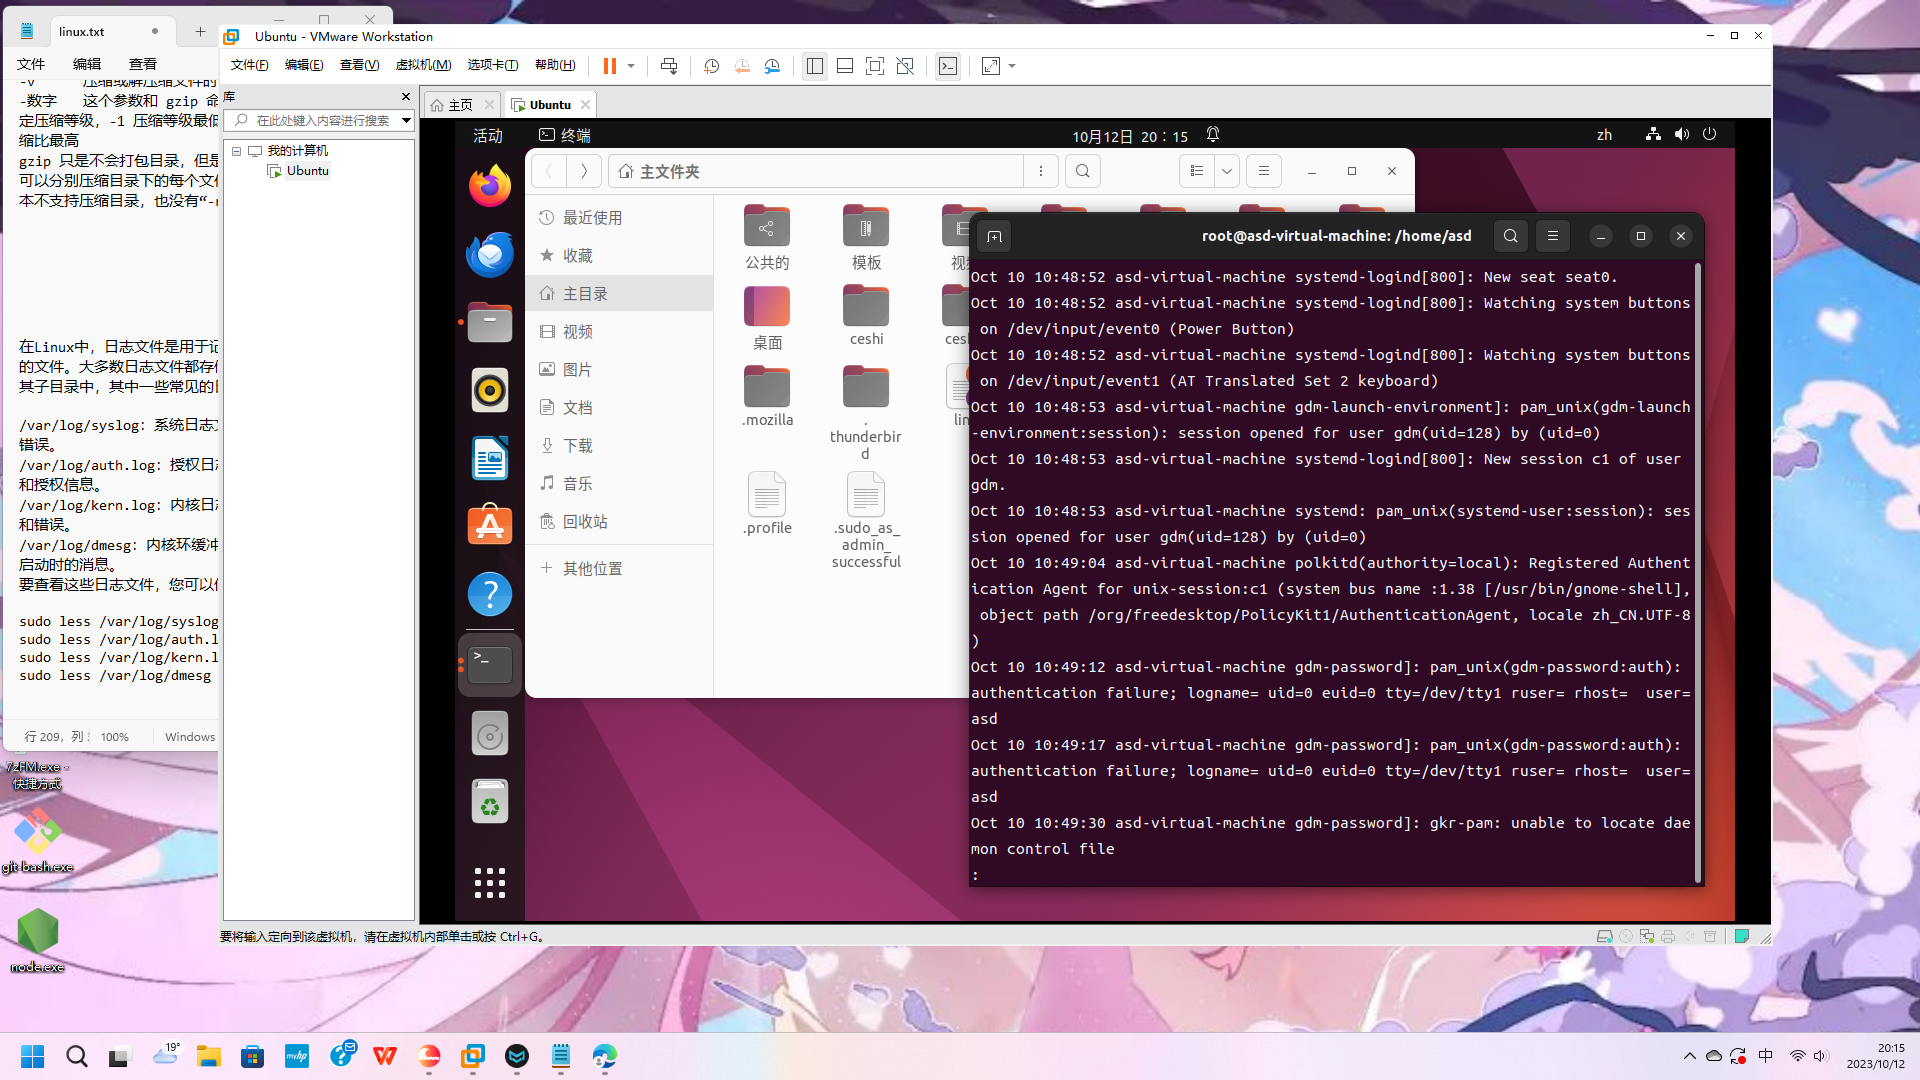 linux.txt
文件 编辑 查看
-v 压缩或解压缩文件的
-数字 这个参数和 gzip 命
定压缩等级，-1 压缩等级最低
缩比最高
gzip 只是不会打包目录，但是
可以分别压缩目录下的每个文件
本不支持压缩目录，也没有“-r
在Linux中，日志文件是用于记
的文件。大多数日志文件都存储
其子目录中，其中一些常见的日
/var/log/syslog: 系统日志文
错误。
/var/log/auth.log: 授权日志
和授权信息。
/var/log/kern.log: 内核日志
和错误。
/var/log/dmesg: 内核环缓冲
启动时的消息。
要查看这些日志文件，您可以使
sudo less /var/log/syslog
sudo less /var/log/auth.l
sudo less /var/log/kern.l
sudo less /var/log/dmesg
行 209，列 100% Windows
7zFM.exe -
快捷方式
git-bash.exe
node.exe
Ubuntu - VMware Workstation
文件(F) 编辑(E) 查看(V) 虚拟机(M) 选项卡(T) 帮助(H)
库
在此处键入内容进行搜索
我的计算机
Ubuntu
主页 Ubuntu
活动 终端 10月12日 20：15 zh
主文件夹
最近使用
收藏
主目录
视频
图片
文档
下载
音乐
回收站
其他位置
公共的 模板
桌面 ceshi
.mozilla .
thunderbir
d
.profile .sudo_as_
admin_
successful
root@asd-virtual-machine: /home/asd
Oct 10 10:48:52 asd-virtual-machine systemd-logind[800]: New seat seat0.
Oct 10 10:48:52 asd-virtual-machine systemd-logind[800]: Watching system buttons
on /dev/input/event0 (Power Button)
Oct 10 10:48:52 asd-virtual-machine systemd-logind[800]: Watching system buttons
on /dev/input/event1 (AT Translated Set 2 keyboard)
Oct 10 10:48:53 asd-virtual-machine gdm-launch-environment]: pam_unix(gdm-launch
-environment:session): session opened for user gdm(uid=128) by (uid=0)
Oct 10 10:48:53 asd-virtual-machine systemd-logind[800]: New session c1 of user
gdm.
Oct 10 10:48:53 asd-virtual-machine systemd: pam_unix(systemd-user:session): ses
sion opened for user gdm(uid=128) by (uid=0)
Oct 10 10:49:04 asd-virtual-machine polkitd(authority=local): Registered Authent
ication Agent for unix-session:c1 (system bus name :1.38 [/usr/bin/gnome-shell],
object path /org/freedesktop/PolicyKit1/AuthenticationAgent, locale zh_CN.UTF-8
)
Oct 10 10:49:12 asd-virtual-machine gdm-password]: pam_unix(gdm-password:auth):
authentication failure; logname= uid=0 euid=0 tty=/dev/tty1 ruser= rhost=  user=
asd
Oct 10 10:49:17 asd-virtual-machine gdm-password]: pam_unix(gdm-password:auth):
authentication failure; logname= uid=0 euid=0 tty=/dev/tty1 ruser= rhost=  user=
asd
Oct 10 10:49:30 asd-virtual-machine gdm-password]: gkr-pam: unable to locate dae
mon control file
:
要将输入定向到该虚拟机，请在虚拟机内部单击或按 Ctrl+G。
19°
myhp
中
20:15
2023/10/12